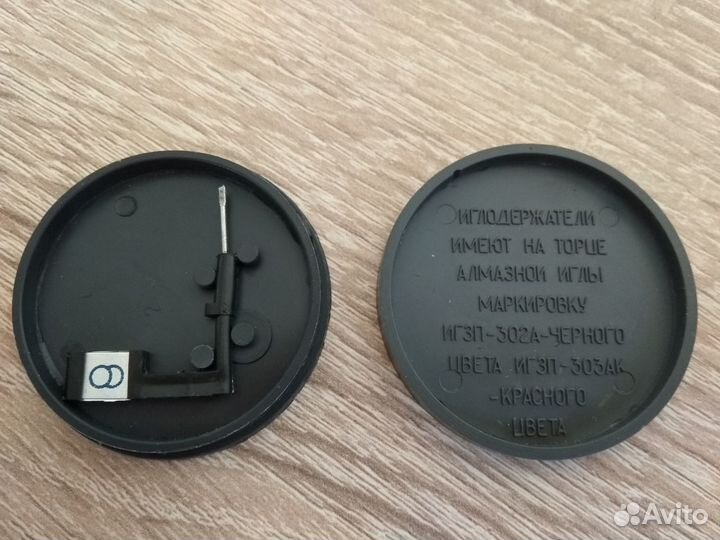 ИГЛОДЕРЖАТЕЛИ
ИМЕЮТ НА ТОРЦЕ
АЛМАЗНОЙ ИГЛЫ
МАРКИРОВКУ
ИГЗП-302А-ЧЕРНОГО
ЦВЕТА ИГЗП-303АК
-КРАСНОГО
ЦВЕТА
Avito